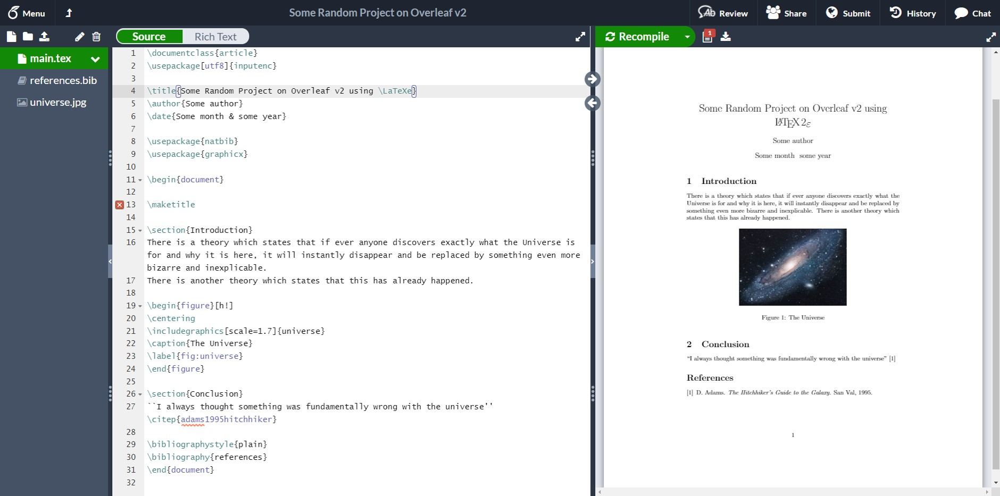 Menu
Some Random Project on Overleaf v2
Ab Review
Share
Submit
History
Chat
Source
Rich Text
Recompile
1
main.tex
references.bib
universe.jpg
1 \documentclass{article}
2 \usepackage[utf8]{inputenc}
3
4 \title{Some Random Project on Overleaf v2 using \LaTeXe}
5 \author{Some author}
6 \date{Some month & some year}
7
8 \usepackage{natbib}
9 \usepackage{graphicx}
10
11 \begin{document}
12
13 \maketitle
14
15 \section{Introduction}
16 There is a theory which states that if ever anyone discovers exactly what the Universe is
for and why it is here, it will instantly disappear and be replaced by something even more
bizarre and inexplicable.
17 There is another theory which states that this has already happened.
18
19 \begin{figure}[h!]
20 \centering
21 \includegraphics[scale=1.7]{universe}
22 \caption{The Universe}
23 \label{fig:universe}
24 \end{figure}
25
26 \section{Conclusion}
27 ``I always thought something was fundamentally wrong with the universe''
\citep{adams1995hitchhiker}
28
29 \bibliographystyle{plain}
30 \bibliography{references}
31 \end{document}
32
Some Random Project on Overleaf v2 using
LATEX 2ε
Some author
Some month some year
1 Introduction
There is a theory which states that if ever anyone discovers exactly what the
Universe is for and why it is here, it will instantly disappear and be replaced by
something even more bizarre and inexplicable. There is another theory which
states that this has already happened.
Figure 1: The Universe
2 Conclusion
“I always thought something was fundamentally wrong with the universe” [1]
References
[1] D. Adams. The Hitchhiker's Guide to the Galaxy. San Val, 1995.
1